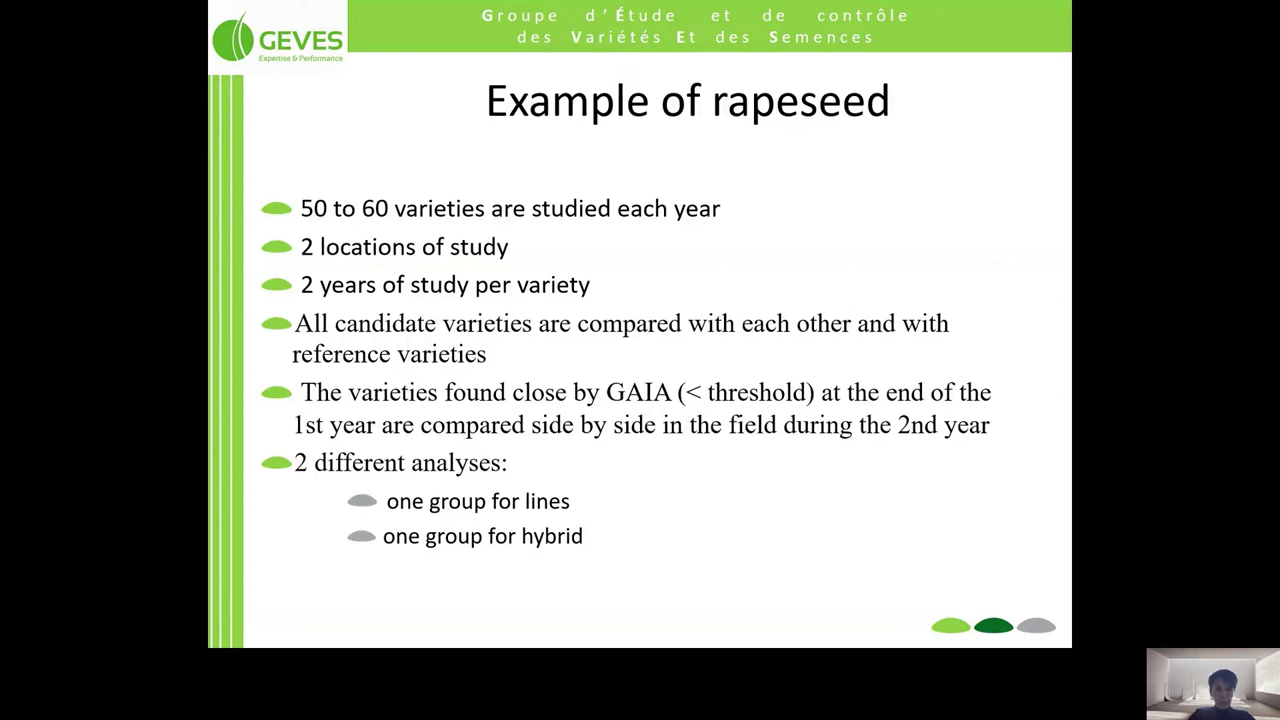 GEVES
Expertise & Performance
Groupe d'Étude et de contrôle
des Variétés Et des Semences
Example of rapeseed
50 to 60 varieties are studied each year
2 locations of study
2 years of study per variety
All candidate varieties are compared with each other and with
reference varieties
The varieties found close by GAIA (< threshold) at the end of the
1st year are compared side by side in the field during the 2nd year
2 different analyses:
one group for lines
one group for hybrid